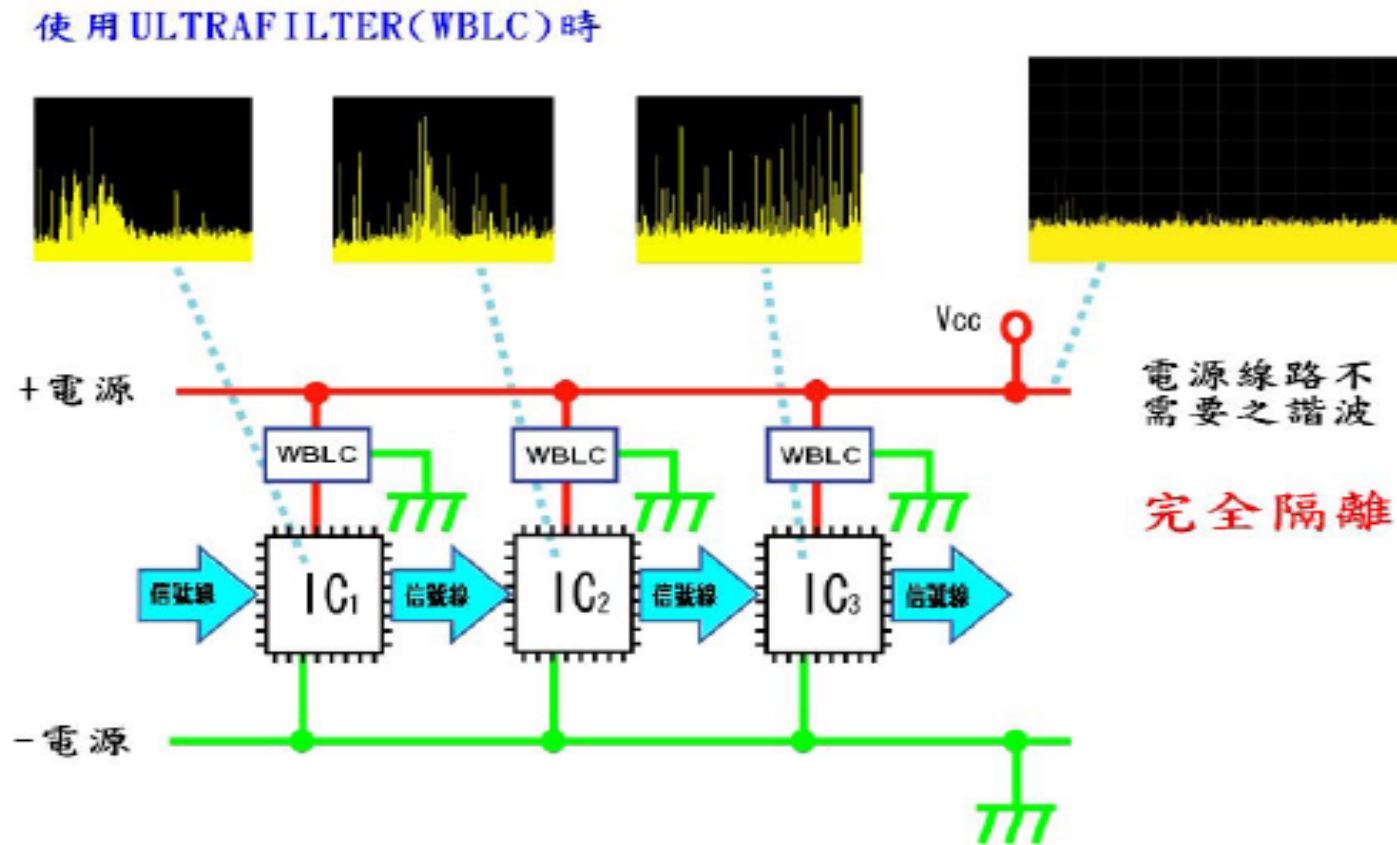 使用ULTRAFILTER(WBLC)時
Vcc
+電源
電源線路不
需要之諧波
WBLC
WBLC
WBLC
完全隔離
信號線
IC₁
信號線
IC₂
信號線
IC₃
信號線
-電源